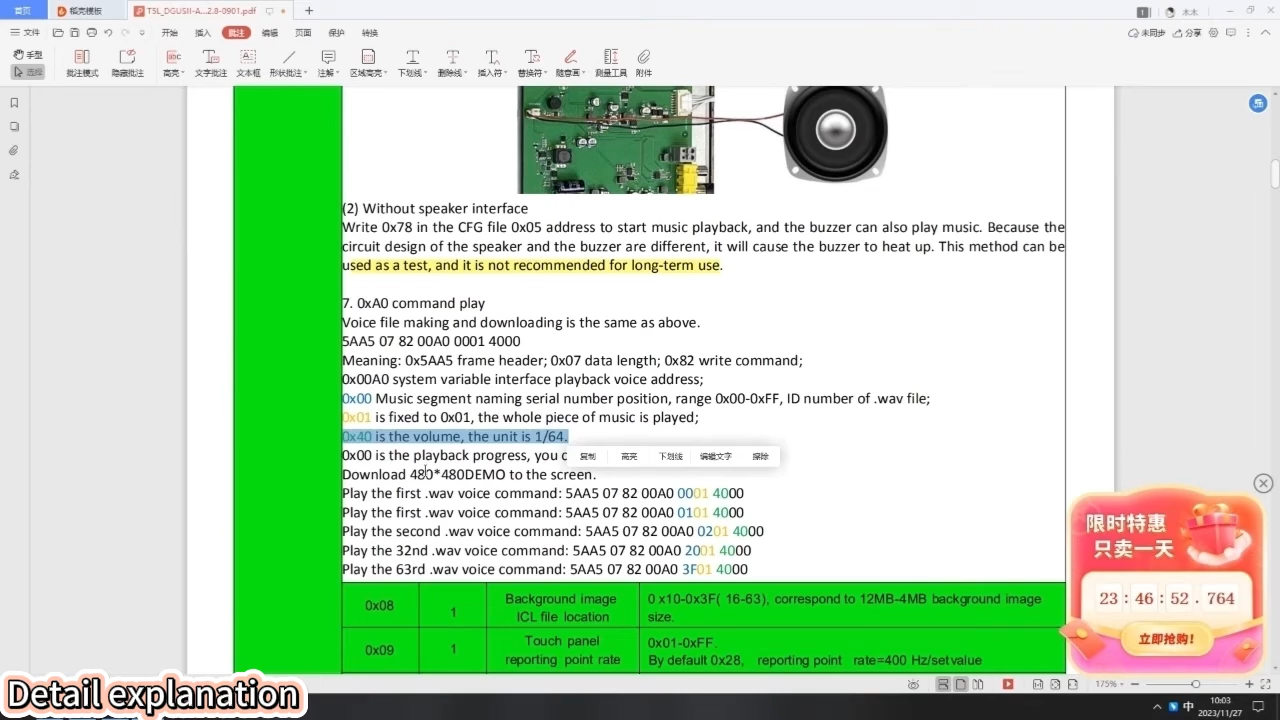 首页
稻壳模板
T5L_DGUSII-A...2.8-0901.pdf
1
木木
文件
开始
插入
批注
编辑
页面
保护
转换
未同步
分享
手型
选择
批注模式
隐藏批注
高亮
文字批注
文本框
形状批注
注解
区域高亮
下划线
删除线
插入符
替换符
随意画
测量工具
附件
(2) Without speaker interface
Write 0x78 in the CFG file 0x05 address to start music playback, and the buzzer can also play music. Because the
circuit design of the speaker and the buzzer are different, it will cause the buzzer to heat up. This method can be
used as a test, and it is not recommended for long-term use.
7. 0xA0 command play
Voice file making and downloading is the same as above.
5AA5 07 82 00A0 0001 4000
Meaning: 0x5AA5 frame header; 0x07 data length; 0x82 write command;
0x00A0 system variable interface playback voice address;
0x00 Music segment naming serial number position, range 0x00-0xFF, ID number of .wav file;
0x01 is fixed to 0x01, the whole piece of music is played;
0x40 is the volume, the unit is 1/64.
0x00 is the playback progress, you c
复制
高亮
下划线
编辑文字
擦除
Download 480*480DEMO to the screen.
Play the first .wav voice command: 5AA5 07 82 00A0 0001 4000
Play the first .wav voice command: 5AA5 07 82 00A0 0101 4000
Play the second .wav voice command: 5AA5 07 82 00A0 0201 4000
Play the 32nd .wav voice command: 5AA5 07 82 00A0 2001 4000
Play the 63rd .wav voice command: 5AA5 07 82 00A0 3F01 4000
0x08
1
Background image
ICL file location
0 x10-0x3F( 16-63), correspond to 12MB-4MB background image
size.
0x09
1
Touch panel
reporting point rate
0x01-0xFF.
By default 0x28, reporting point rate=400 Hz/setvalue
限时特惠
只卖一天
23 : 46 : 52 . 764
立即抢购!
Detail explanation
175%
中
10:03
2023/11/27